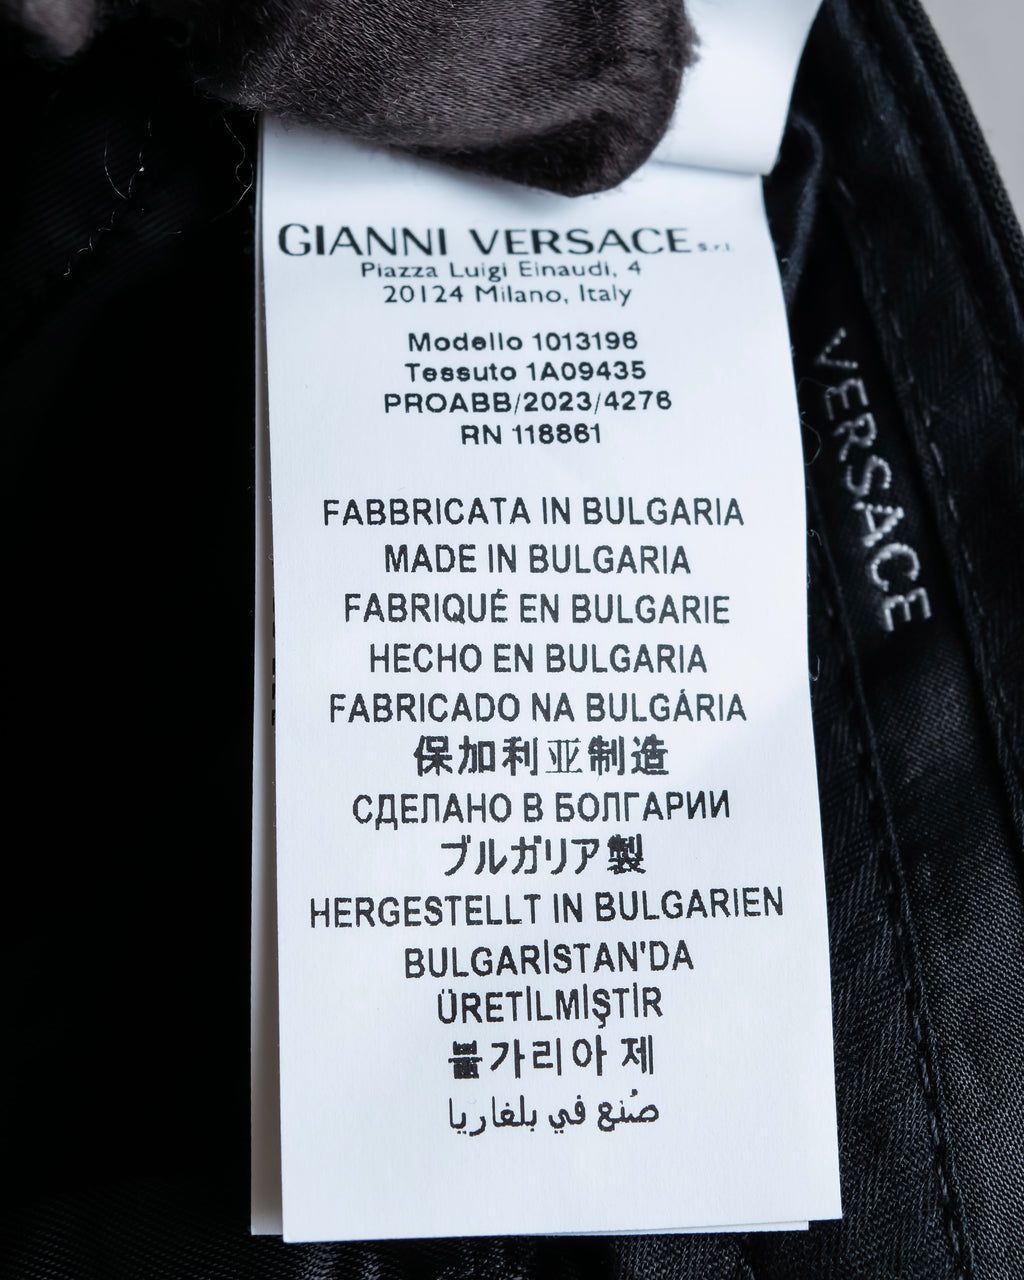 GIANNI VERSACE s.r.l.
Piazza Luigi Einaudi, 4
20124 Milano, Italy
Modello 1013196
Tessuto 1A09435
PROABB/2023/4276
RN 118861
FABBRICATA IN BULGARIA
MADE IN BULGARIA
FABRIQUÉ EN BULGARIE
HECHO EN BULGARIA
FABRICADO NA BULGÁRIA
保加利亚制造
СДЕЛАНО В БОЛГАРИИ
ブルガリア製
HERGESTELLT IN BULGARIEN
BULGARİSTAN'DA
ÜRETİLMİŞTİR
불가리아 제
صُنع في بلغاريا
VERSACE